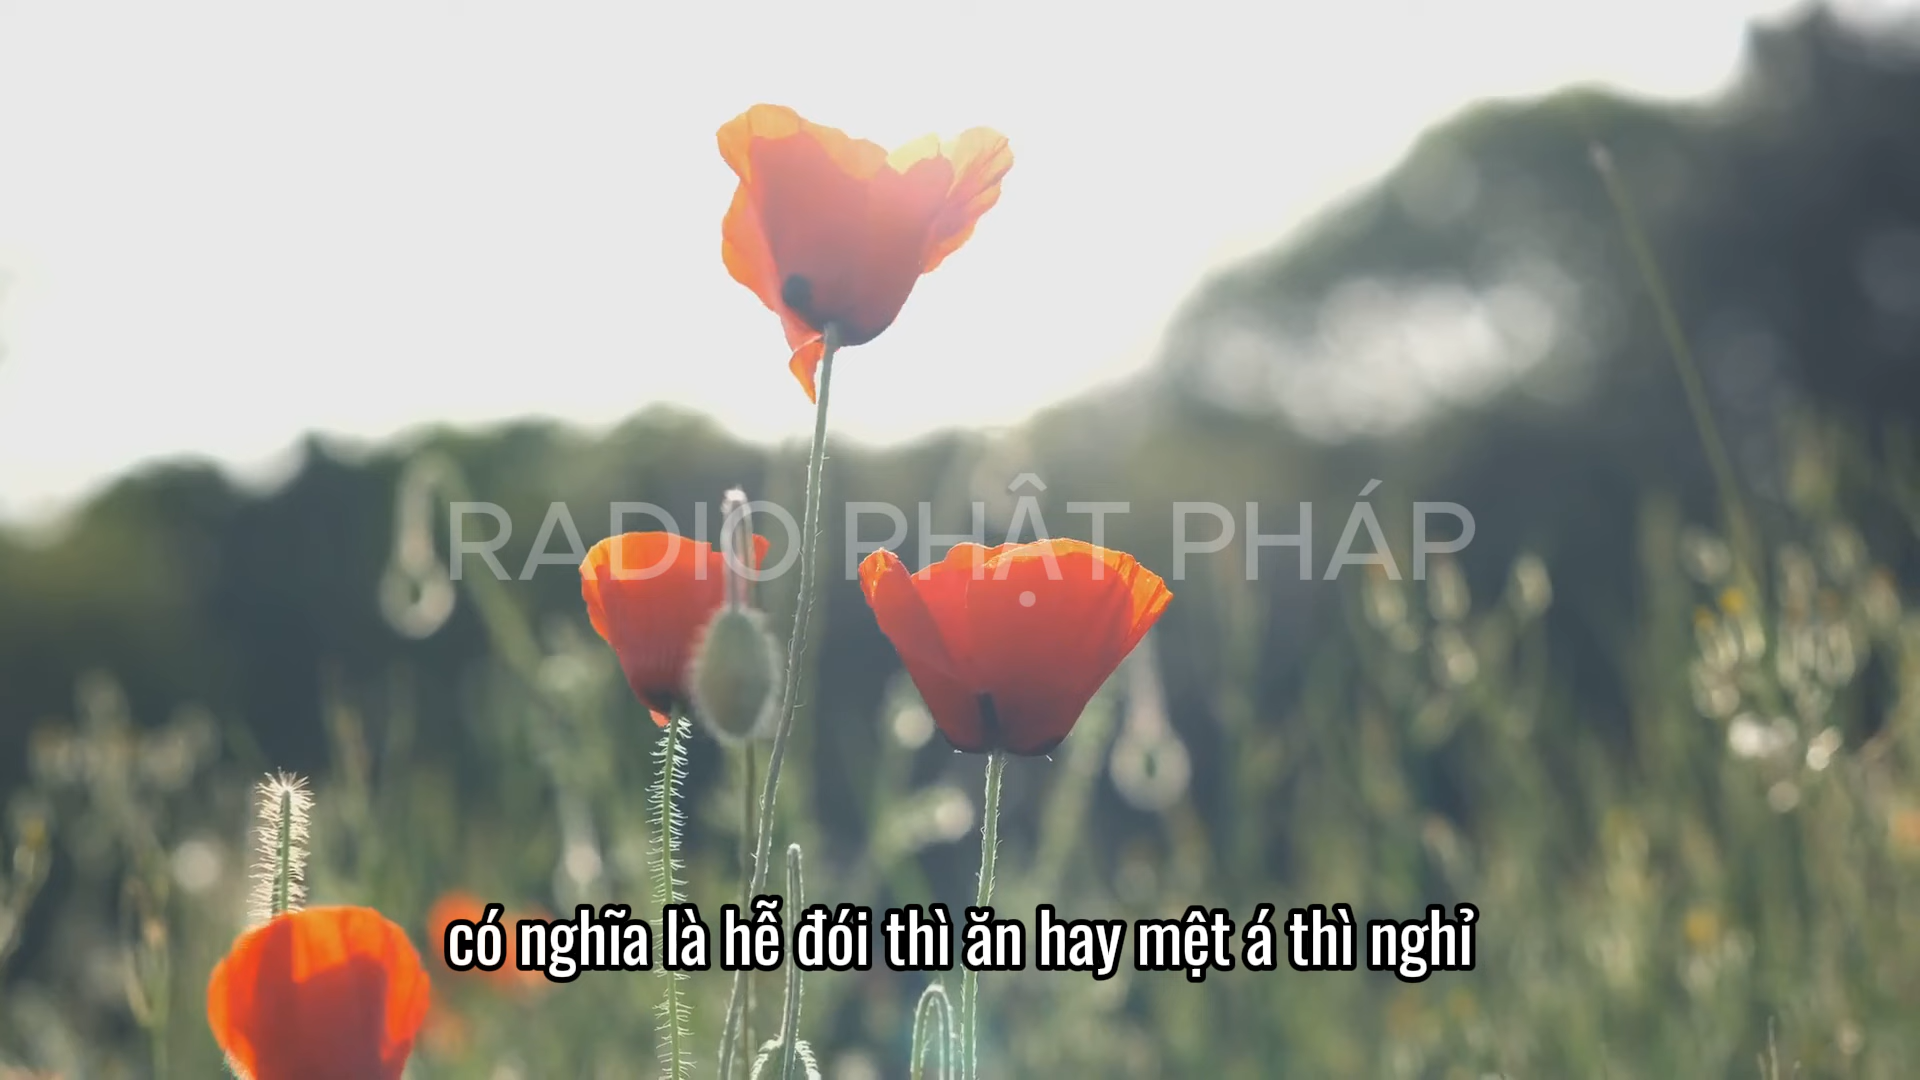 RADIO PHẬT PHÁP
có nghĩa là hễ đói thì ăn hay mệt á thì nghỉ